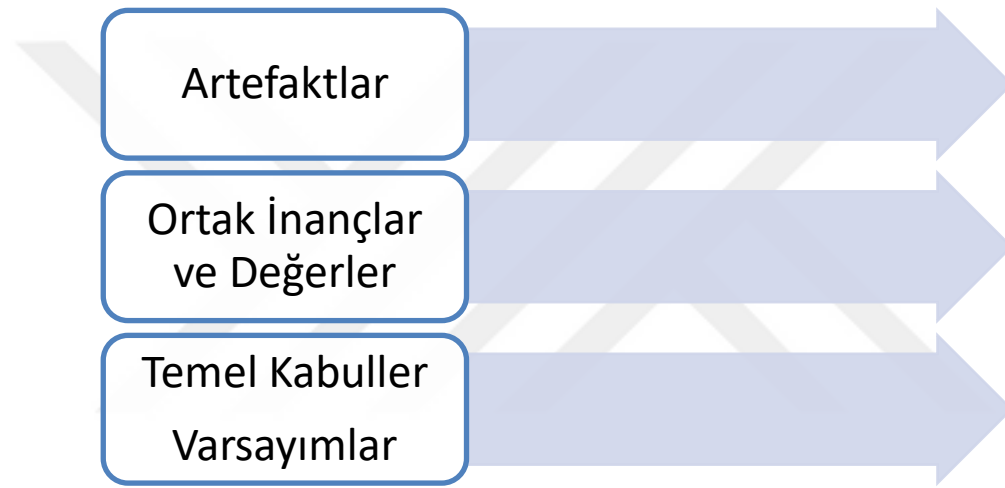 Artefaktlar
Ortak İnançlar
ve Değerler
Temel Kabuller
Varsayımlar